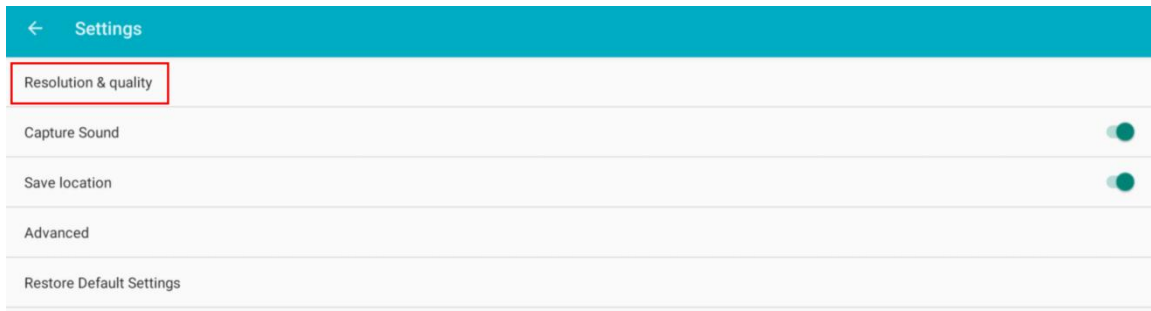 Settings
Resolution & quality
Capture Sound
Save location
Advanced
Restore Default Settings